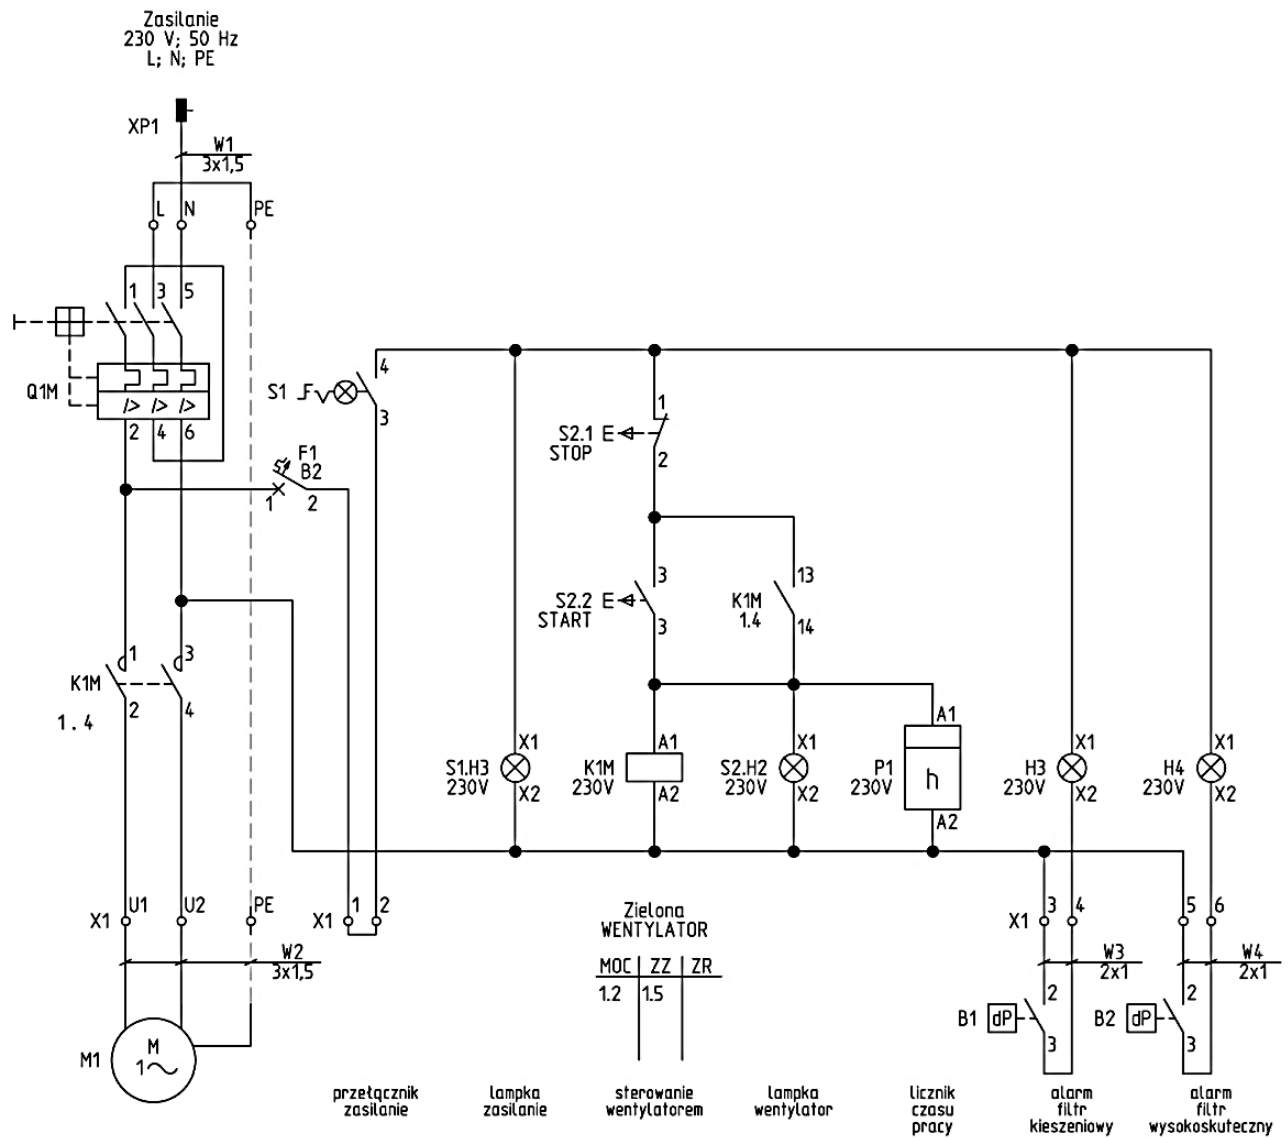 Zasilanie
230 V; 50 Hz
L; N; PE
XP1
W1
3x1,5
L
N
PE
1
3
5
Q1M
I>
I>
I>
2
4
6
F1
B2
1
2
S1
4
3
1
S2.1 E
STOP
2
3
S2.2 E
START
3
13
K1M
1.4
14
1
3
K1M
1.4
2
4
X1
S1.H3
230V
X2
A1
K1M
230V
A2
X1
S2.H2
230V
X2
A1
P1
230V
h
A2
X1
H3
230V
X2
X1
H4
230V
X2
X1
U1
U2
PE
W2
3x1,5
X1
1
2
Zielona
WENTYLATOR
MOC ZZ ZR
1.2 1.5
X1
3
4
W3
2x1
5
6
W4
2x1
B1
dP
2
3
B2
dP
2
3
M1
M
1
przełącznik
zasilanie
lampka
zasilanie
sterowanie
wentylatorem
lampka
wentylator
licznik
czasu
pracy
alarm
filtr
kieszeniowy
alarm
filtr
wysokoskuteczny